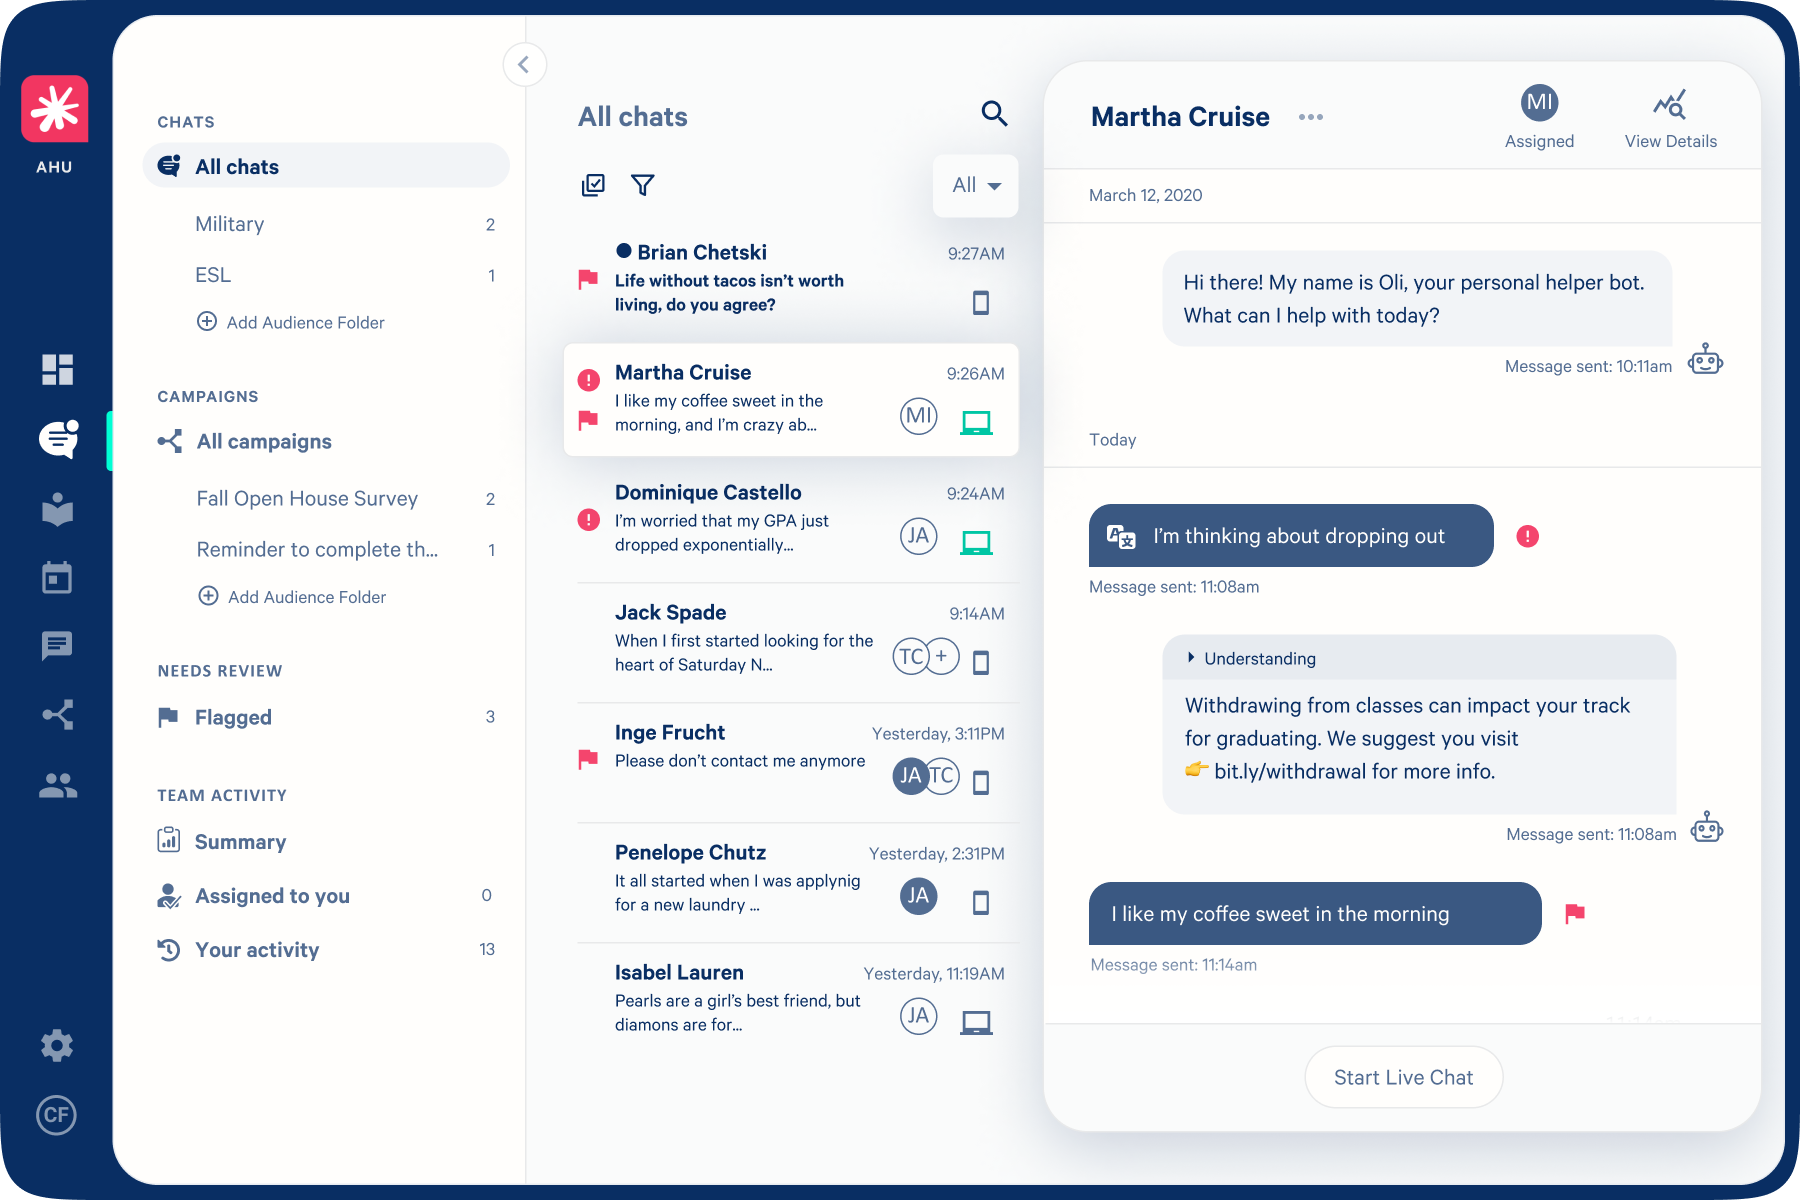 AHU
CF
CHATS
All chats
Military 2
ESL 1
Add Audience Folder
CAMPAIGNS
All campaigns
Fall Open House Survey 2
Reminder to complete th... 1
Add Audience Folder
NEEDS REVIEW
Flagged 3
TEAM ACTIVITY
Summary
Assigned to you 0
Your activity 13
All chats
All
Brian Chetski 9:27AM
Life without tacos isn’t worth
living, do you agree?
Martha Cruise 9:26AM
I like my coffee sweet in the
morning, and I’m crazy ab...
MI
Dominique Castello 9:24AM
I’m worried that my GPA just
dropped exponentially...
JA
Jack Spade 9:14AM
When I first started looking for the
heart of Saturday N...
TC +
Inge Frucht Yesterday, 3:11PM
Please don’t contact me anymore
JA TC
Penelope Chutz Yesterday, 2:31PM
It all started when I was applynig
for a new laundry ...
JA
Isabel Lauren Yesterday, 11:19AM
Pearls are a girl’s best friend, but
diamons are for...
JA
Martha Cruise
MI
Assigned
View Details
March 12, 2020
Hi there! My name is Oli, your personal helper bot.
What can I help with today?
Message sent: 10:11am
Today
I’m thinking about dropping out
Message sent: 11:08am
Understanding
Withdrawing from classes can impact your track
for graduating. We suggest you visit
👉 bit.ly/withdrawal for more info.
Message sent: 11:08am
I like my coffee sweet in the morning
Message sent: 11:14am
Start Live Chat